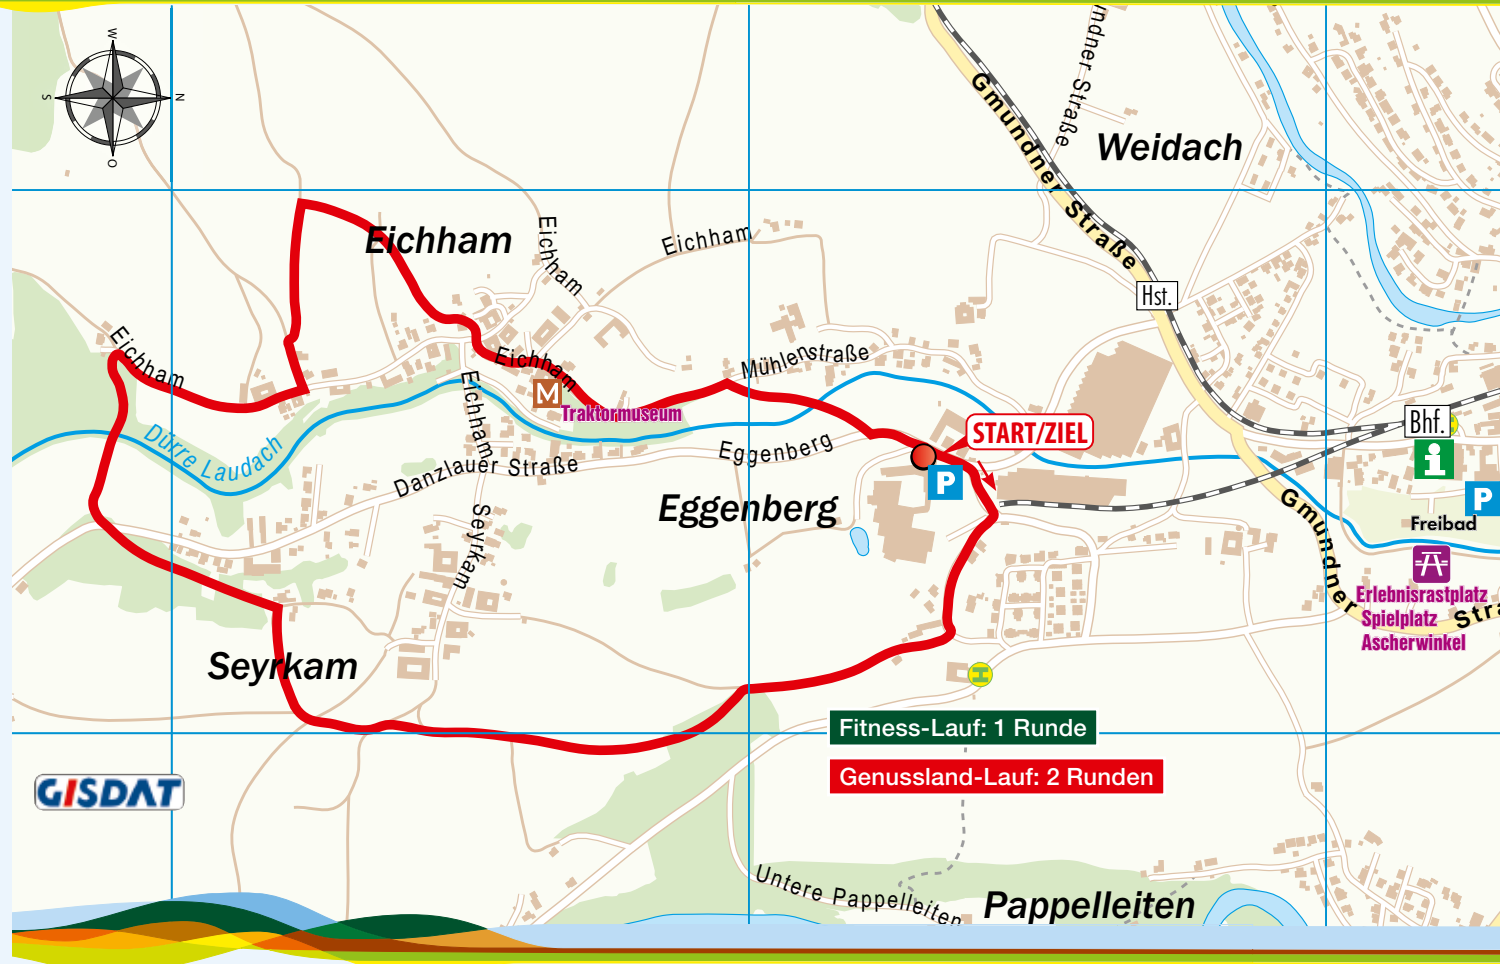 W
S
N
O
ndner Straße
Gmundner Straße
Weidach
Eichham
Eichham
Eichham
Hst.
Eichham
Eichham
Mühlenstraße
Eichham
M
Traktormuseum
START/ZIEL
Bhf.
i
Dürre Laudach
Danzlauer Straße
Eggenberg
P
P
Eggenberg
Seyrkam
Gmundner Stra
Freibad
Erlebnisrastplatz
Spielplatz
Ascherwinkel
Seyrkam
H
Fitness-Lauf: 1 Runde
Genussland-Lauf: 2 Runden
GISDAT
Untere Pappelleiten
Pappelleiten